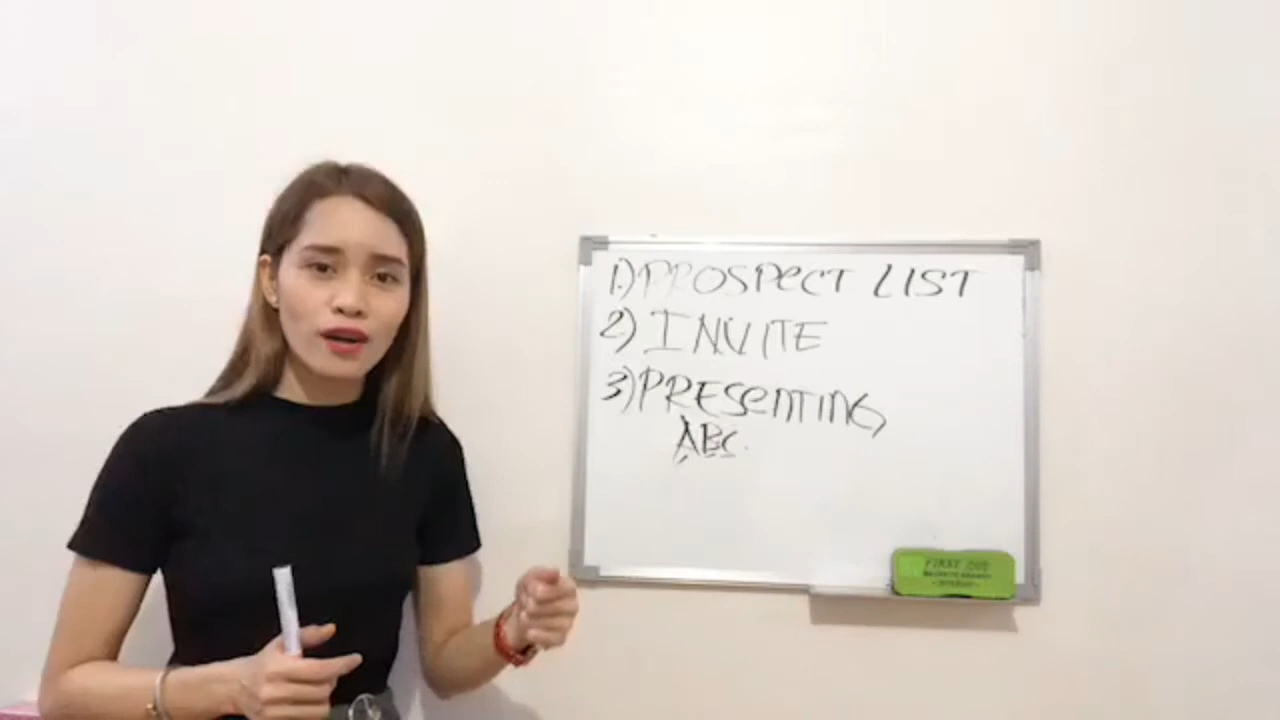 1.) PROSPECT LIST
2) INVITE
3) PRESENTING
ABC.